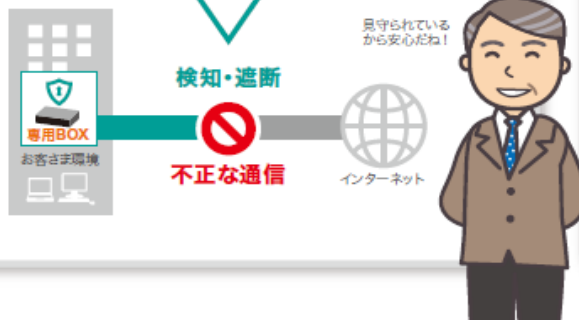 見守られている
から安心だね!
検知・遮断
専用BOX
お客さま環境
不正な通信
インターネット